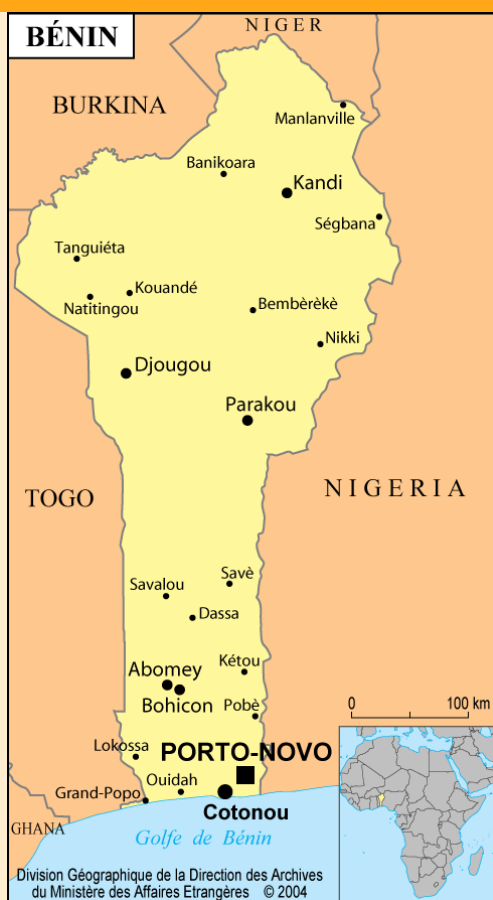 NIGER
BÉNIN
BURKINA
Manlanville
Banikoara
Kandi
Ségbana
Tanguiéta
Kouandé
Natitingou
Bembèrèkè
Nikki
Djougou
Parakou
TOGO
NIGERIA
Savè
Savalou
Dassa
Kétou
Abomey
Bohicon
Pobè
0 100 km
Lokossa
PORTO-NOVO
Ouidah
Grand-Popo
Cotonou
GHANA
Golfe de Bénin
Division Géographique de la Direction des Archives
du Ministère des Affaires Etrangères © 2004